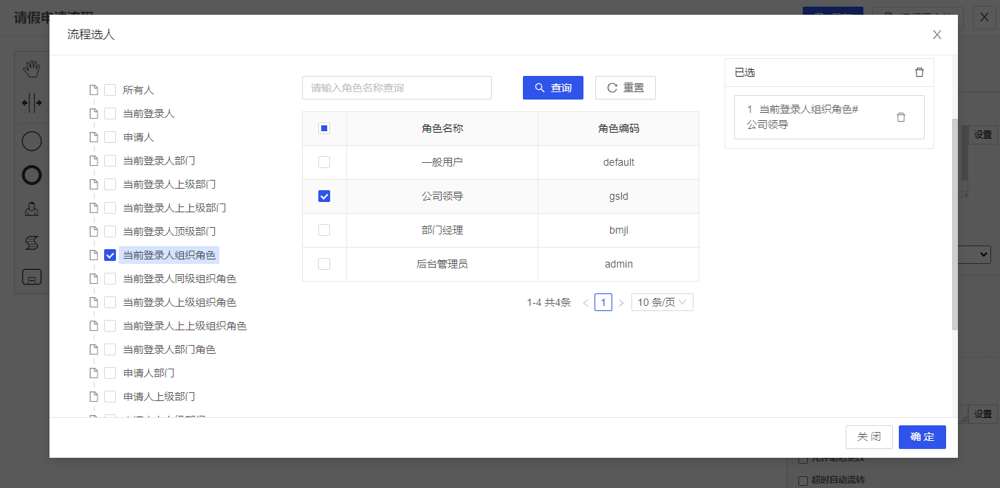 请假申请流程
流程选人
所有人
当前登录人
申请人
当前登录人部门
当前登录人上级部门
当前登录人上上级部门
当前登录人顶级部门
当前登录人组织角色
当前登录人同级组织角色
当前登录人上级组织角色
当前登录人上上级组织角色
当前登录人部门角色
申请人部门
申请人上级部门
请输入角色名称查询
查询
重置
角色名称 角色编码
一般用户 default
公司领导 gsld
部门经理 bmjl
后台管理员 admin
1-4 共4条 1 10 条/页
已选
1 当前登录人组织角色#
公司领导
设置
设置
关 闭
确 定
超时自动流转